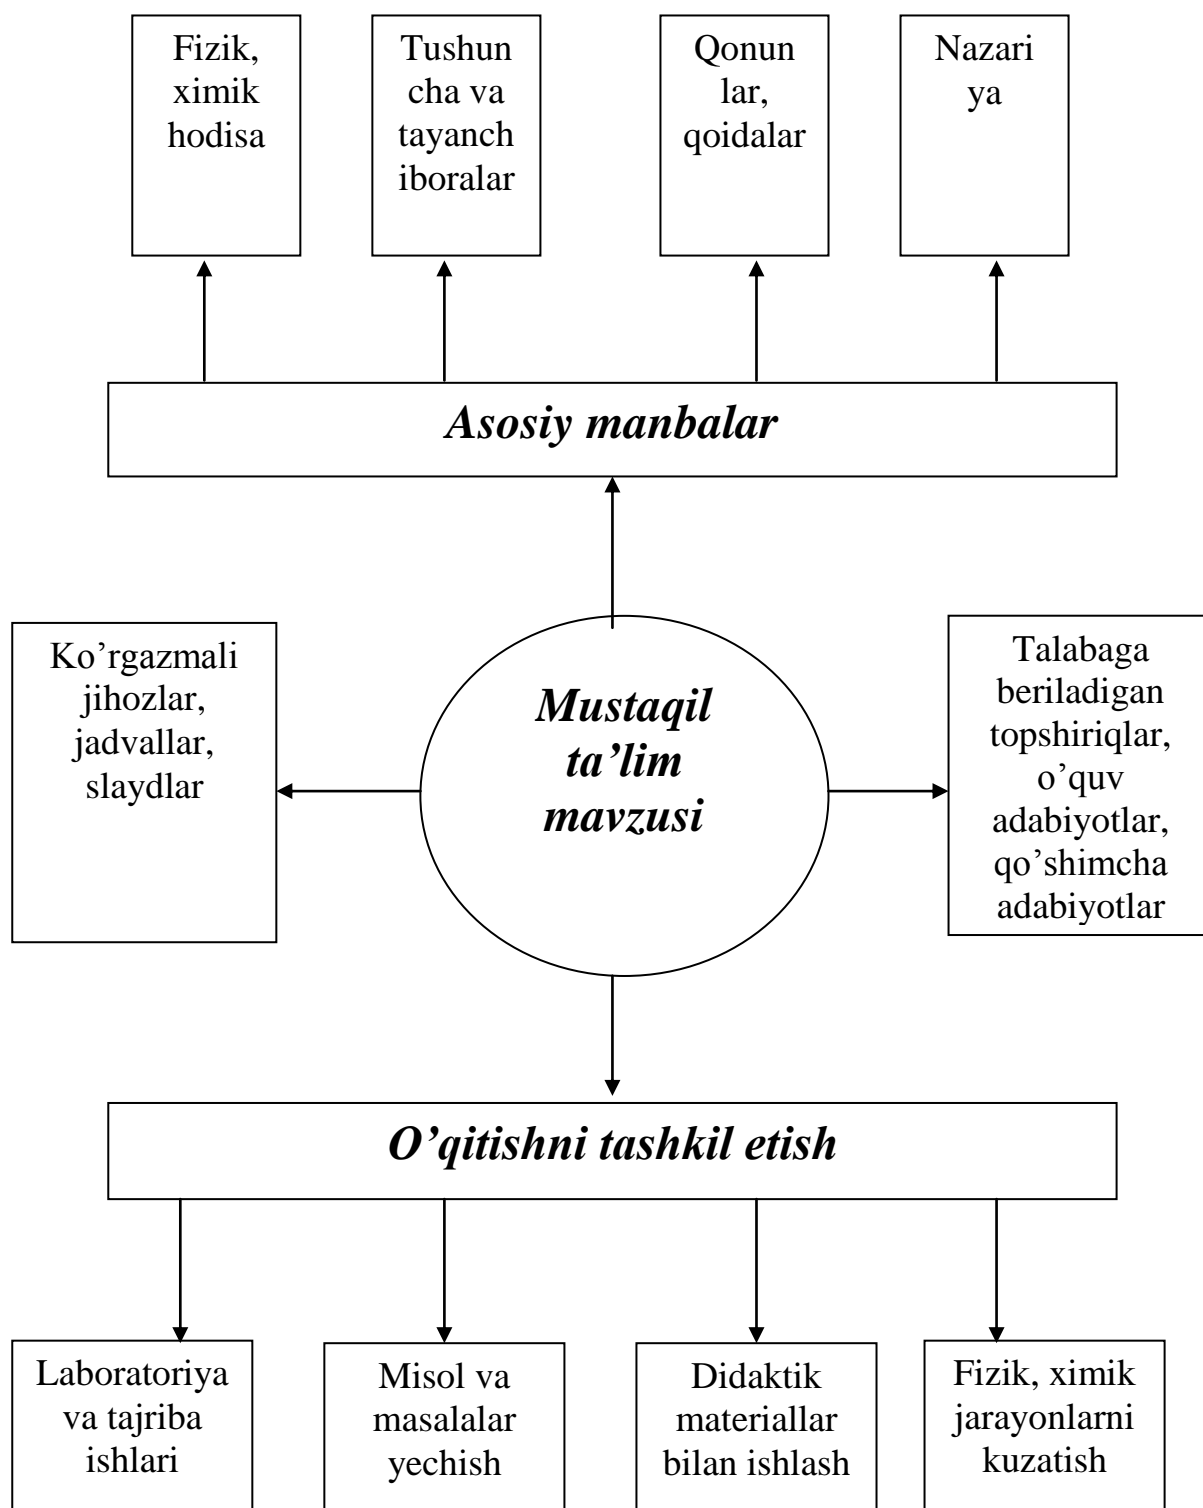 Fizik,
ximik
hodisa
Tushun
cha va
tayanch
iboralar
Qonun
lar,
qoidalar
Nazari
ya
Asosiy manbalar
Ko’rgazmali
jihozlar,
jadvallar,
slaydlar
Mustaqil
ta’lim
mavzusi
Talabaga
beriladigan
topshiriqlar,
o’quv
adabiyotlar,
qo’shimcha
adabiyotlar
O’qitishni tashkil etish
Laboratoriya
va tajriba
ishlari
Misol va
masalalar
yechish
Didaktik
materiallar
bilan ishlash
Fizik, ximik
jarayonlarni
kuzatish